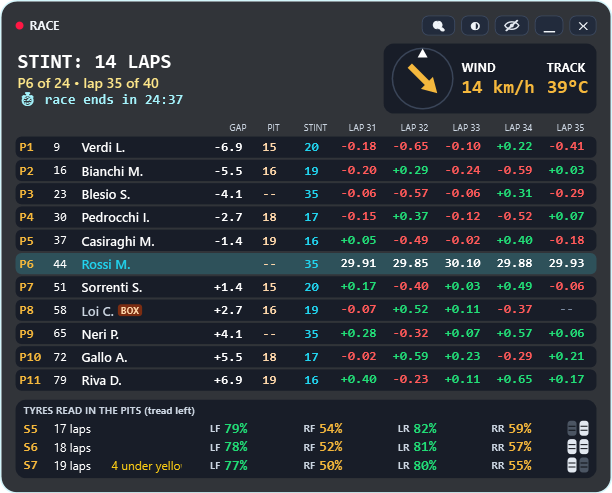 RACE
STINT: 14 LAPS
P6 of 24 • lap 35 of 40
race ends in 24:37
WIND TRACK
14 km/h 39°C
GAP PIT STINT LAP 31 LAP 32 LAP 33 LAP 34 LAP 35
P1 9 Verdi L. -6.9 15 20 -0.18 -0.65 -0.10 +0.22 -0.41
P2 16 Bianchi M. -5.5 16 19 -0.20 +0.29 -0.24 -0.59 +0.03
P3 23 Blesio S. -4.1 -- 35 -0.06 -0.57 -0.06 +0.31 -0.29
P4 30 Pedrocchi I. -2.7 18 17 -0.15 +0.37 -0.12 -0.52 +0.07
P5 37 Casiraghi M. -1.4 19 16 +0.05 -0.49 -0.02 +0.40 -0.18
P6 44 Rossi M. -- 35 29.91 29.85 30.10 29.88 29.93
P7 51 Sorrenti S. +1.4 15 20 +0.17 -0.40 +0.03 +0.49 -0.06
P8 58 Loi C. BOX +2.7 16 19 -0.07 +0.52 +0.11 -0.37 --
P9 65 Neri P. +4.1 -- 35 +0.28 -0.32 +0.07 +0.57 +0.06
P10 72 Gallo A. +5.5 18 17 -0.02 +0.59 +0.23 -0.29 +0.21
P11 79 Riva D. +6.9 19 16 +0.40 -0.23 +0.11 +0.65 +0.17
TYRES READ IN THE PITS (tread left)
S5 17 laps LF 79% RF 54% LR 82% RR 59%
S6 18 laps LF 78% RF 52% LR 81% RR 57%
S7 19 laps 4 under yello LF 77% RF 50% LR 80% RR 55%